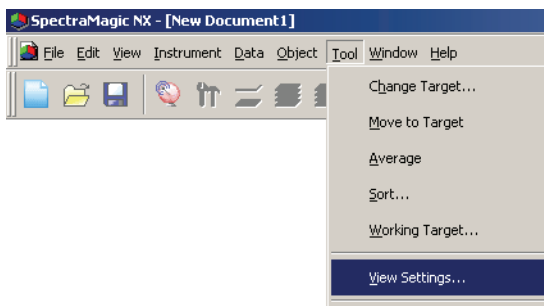 SpectraMagic NX - [New Document1]
File Edit View Instrument Data Object Tool Window Help
Change Target...
Move to Target
Average
Sort...
Working Target...
View Settings...